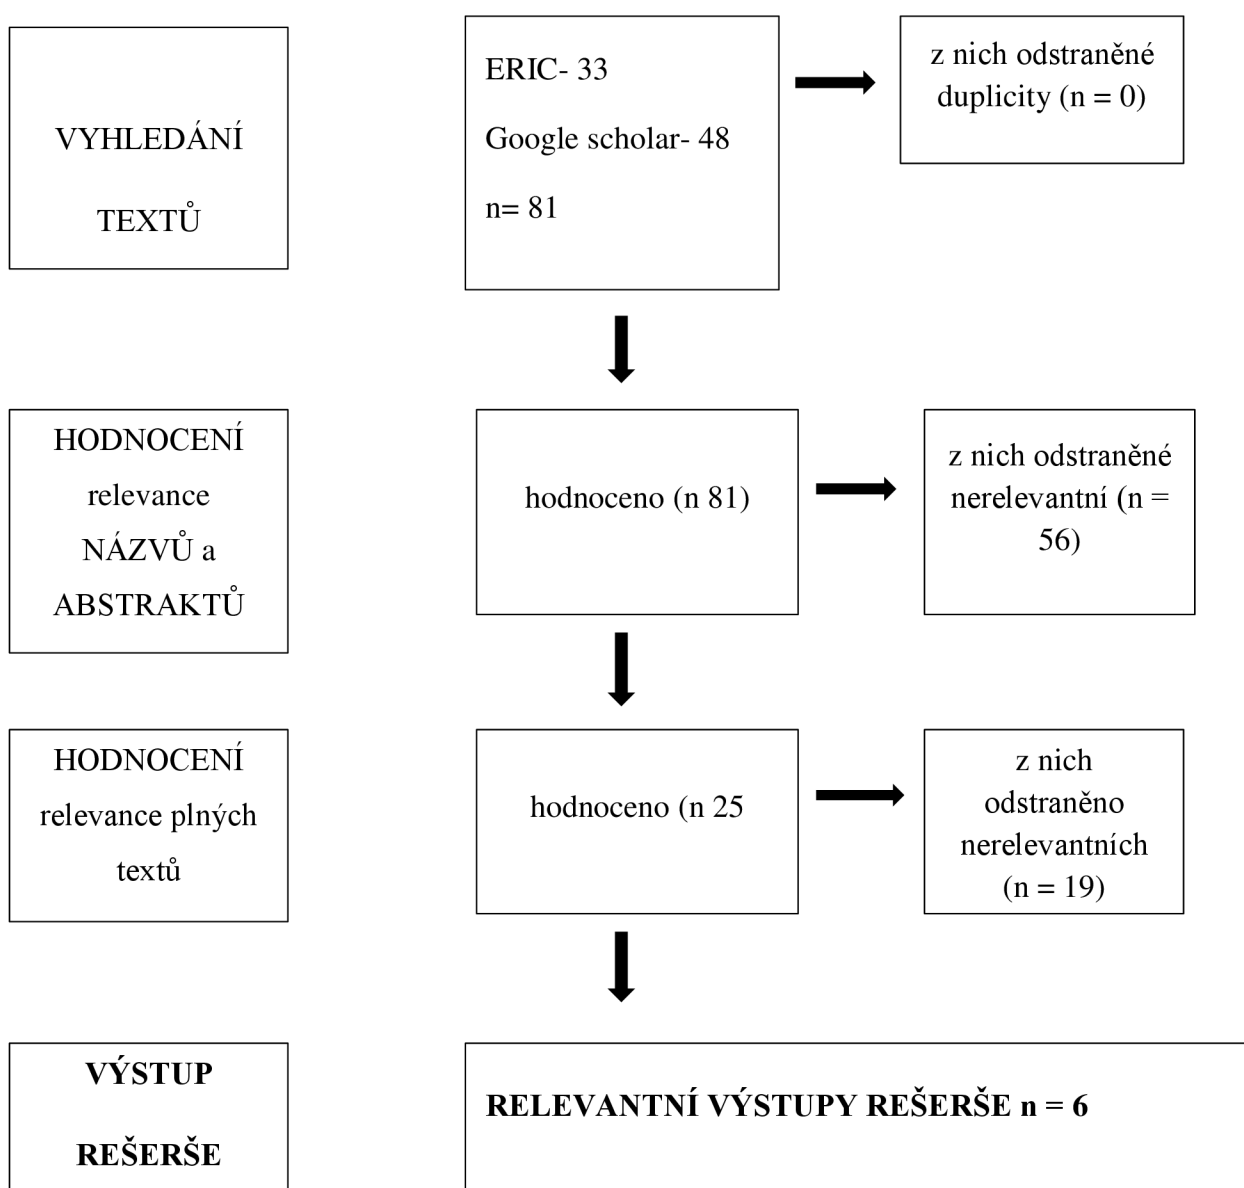 VYHLEDÁNÍ
TEXTŮ
ERIC- 33
Google scholar- 48
n= 81
z nich odstraněné
duplicity (n = 0)
HODNOCENÍ
relevance
NÁZVŮ a
ABSTRAKTŮ
hodnoceno (n 81)
z nich odstraněné
nerelevantní (n =
56)
HODNOCENÍ
relevance plných
textů
hodnoceno (n 25
z nich
odstraněno
nerelevantních
(n = 19)
VÝSTUP
REŠERŠE
RELEVANTNÍ VÝSTUPY REŠERŠE n = 6